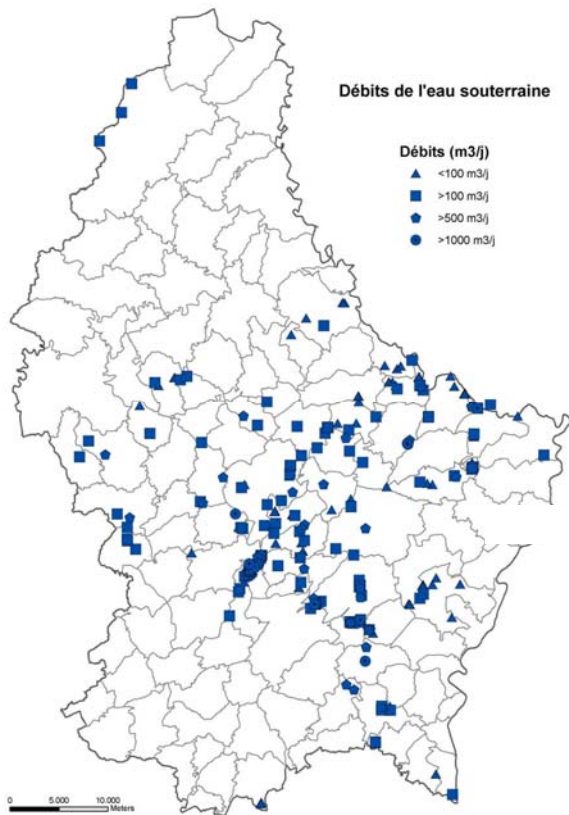 Débits de l'eau souterraine
Débits (m3/j)
<100 m3/j
>100 m3/j
>500 m3/j
>1000 m3/j
0 5.000 10.000
Meters